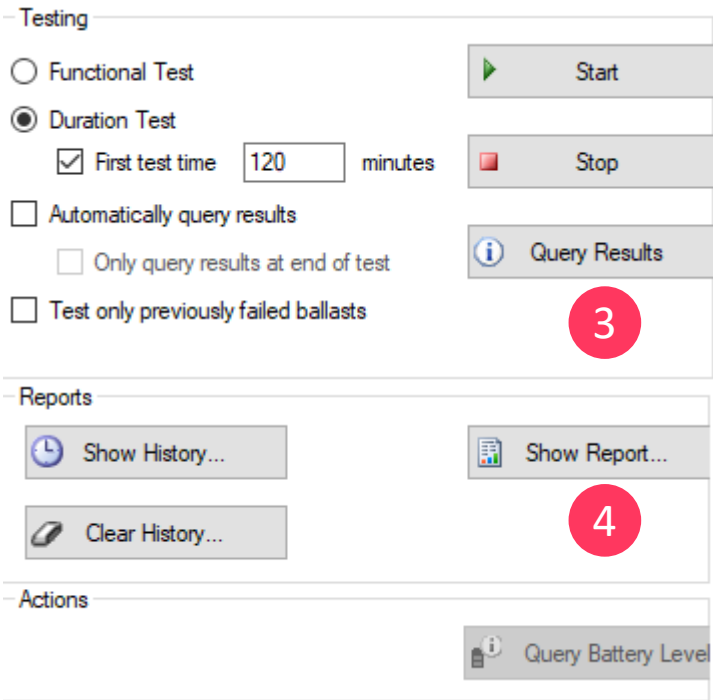 Testing
Functional Test
Start
Duration Test
First test time 120 minutes
Stop
Automatically query results
Only query results at end of test
Query Results
Test only previously failed ballasts
3
Reports
Show History...
Show Report...
Clear History...
4
Actions
Query Battery Level